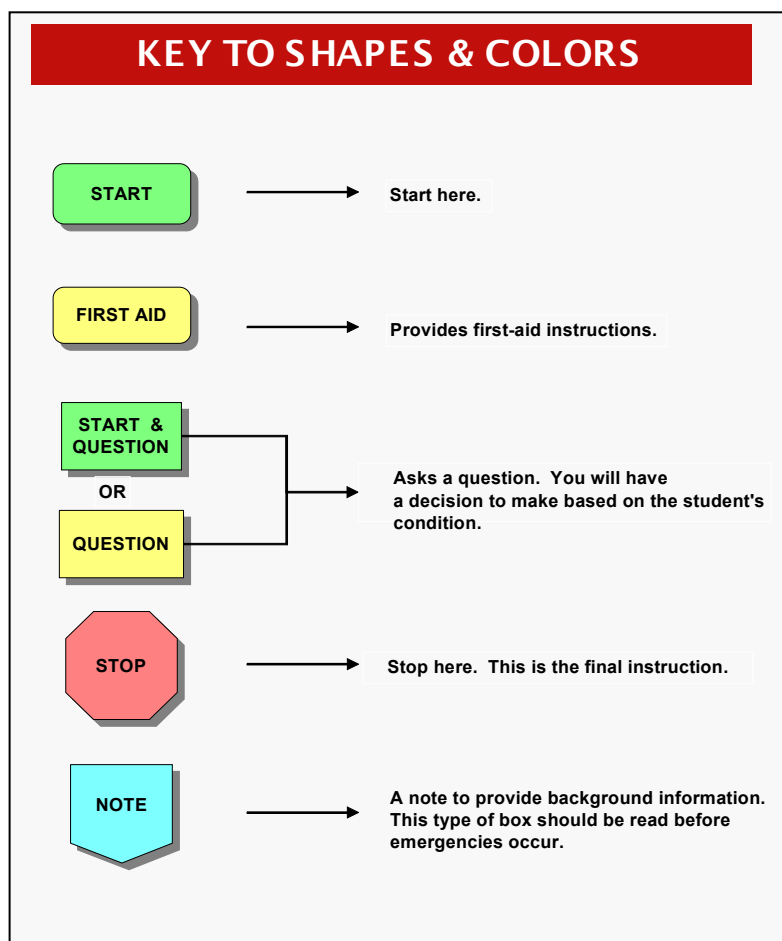 KEY TO SHAPES & COLORS
START
Start here.
FIRST AID
Provides first-aid instructions.
START &
QUESTION
OR
QUESTION
Asks a question. You will have
a decision to make based on the student's
condition.
STOP
Stop here. This is the final instruction.
NOTE
A note to provide background information.
This type of box should be read before
emergencies occur.